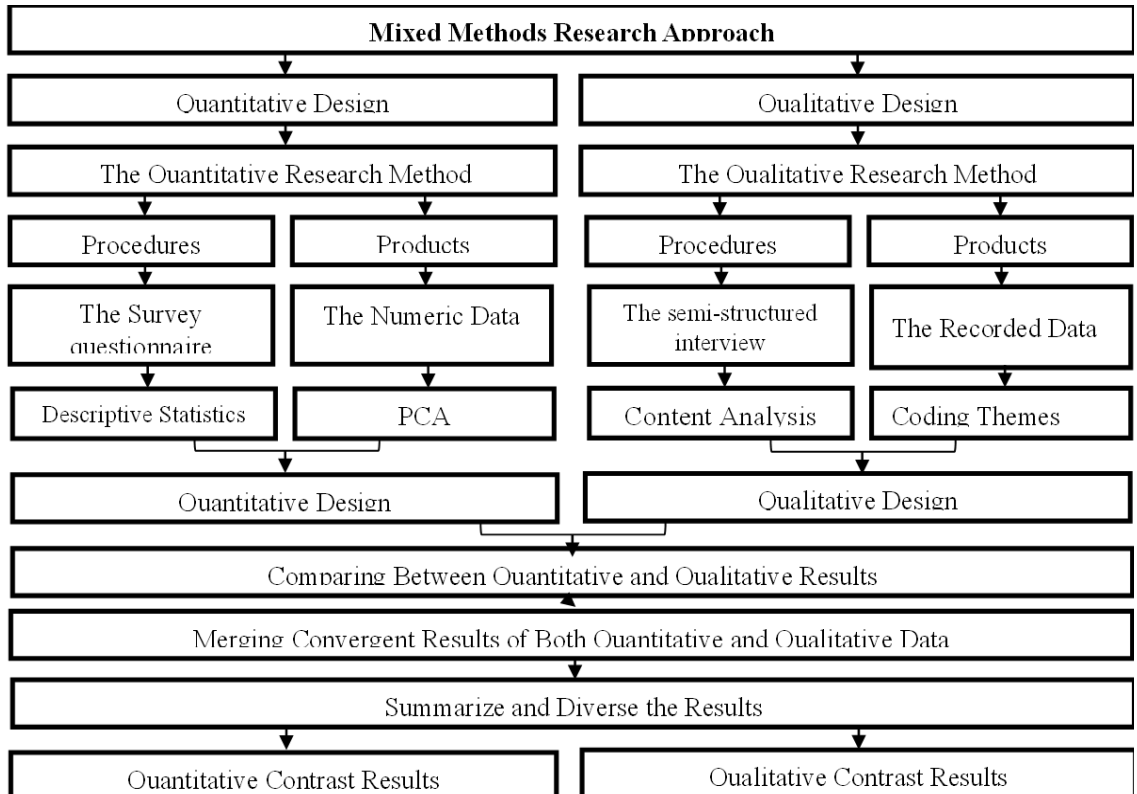 Mixed Methods Research Approach
Quantitative Design
Qualitative Design
The Quantitative Research Method
The Qualitative Research Method
Procedures
Products
Procedures
Products
The Survey
questionnaire
The Numeric Data
The semi-structured
interview
The Recorded Data
Descriptive Statistics
PCA
Content Analysis
Coding Themes
Quantitative Design
Qualitative Design
Comparing Between Quantitative and Qualitative Results
Merging Convergent Results of Both Quantitative and Qualitative Data
Summarize and Diverse the Results
Quantitative Contrast Results
Qualitative Contrast Results